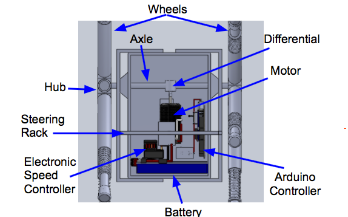 Wheels
Axle
Differential
Motor
Hub
Steering
Rack
Electronic
Speed
Controller
Arduino
Controller
Battery